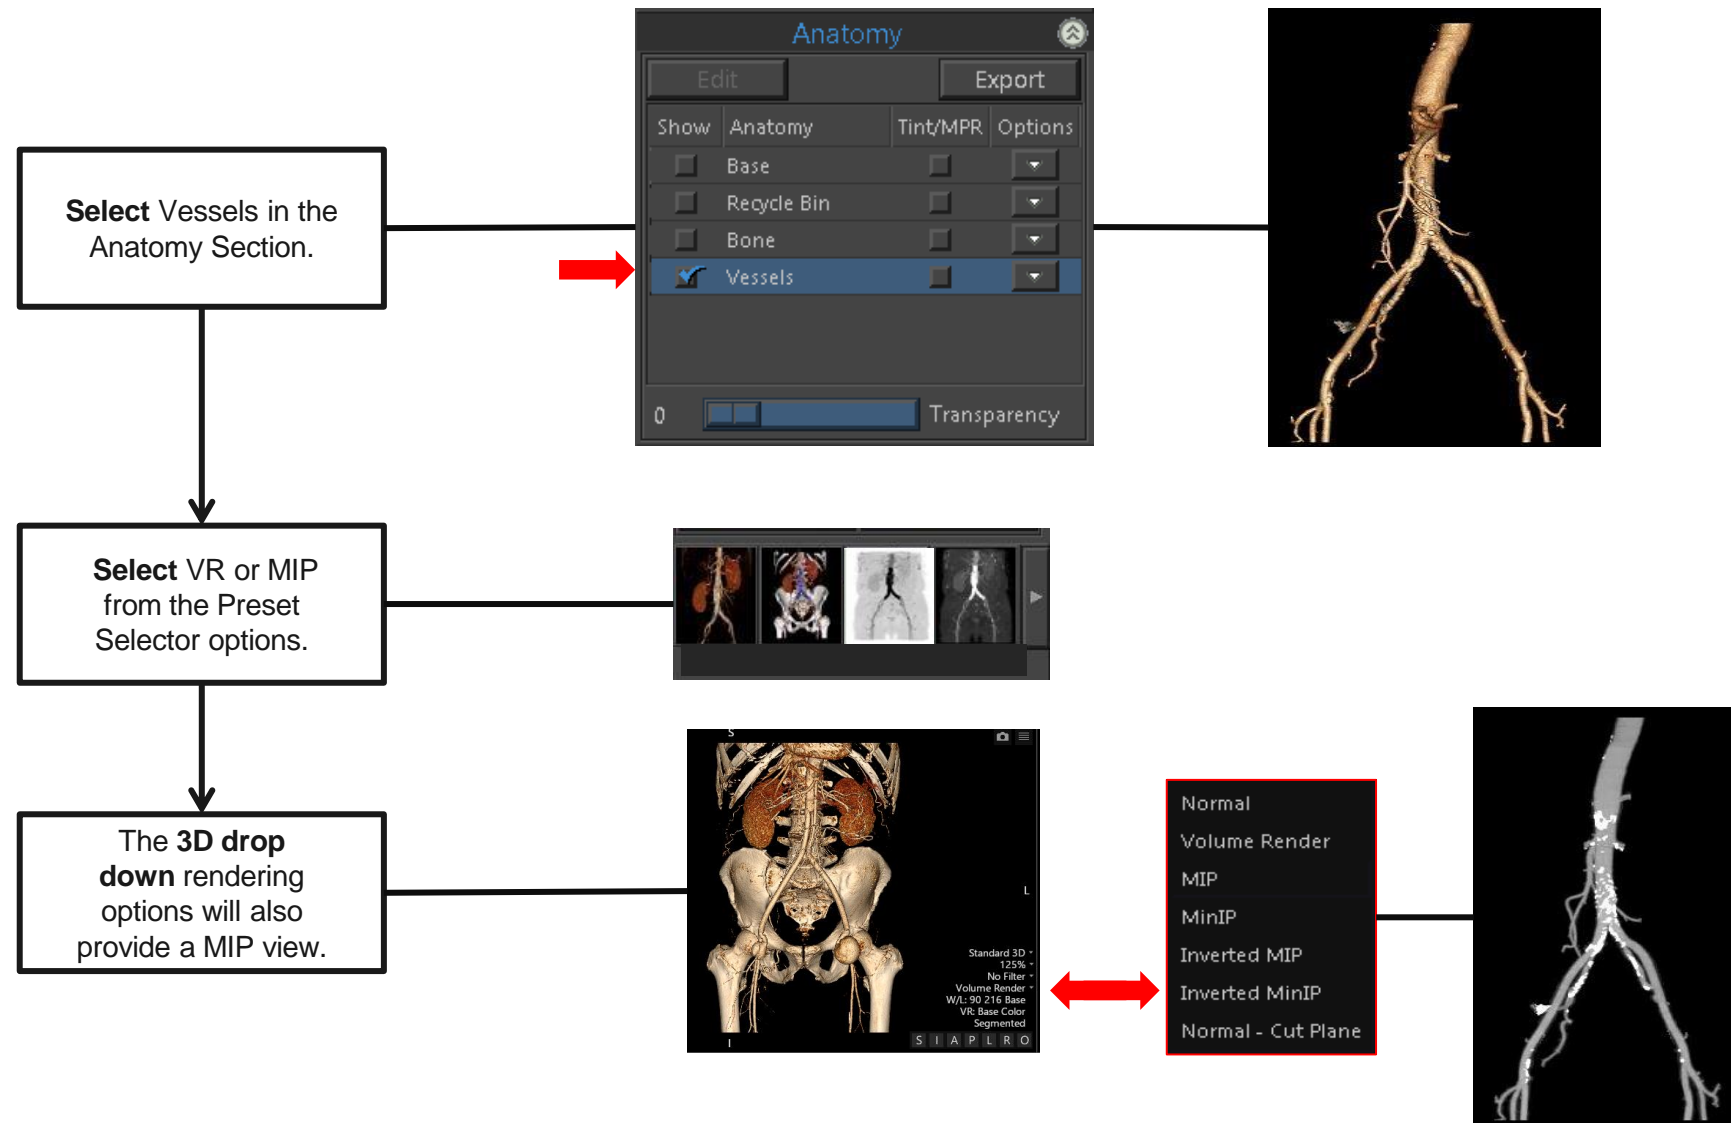 Anatomy
Edit
Export
Show Anatomy Tint/MPR Options
Base
Recycle Bin
Bone
Vessels
0 Transparency
Select Vessels in the
Anatomy Section.
Select VR or MIP
from the Preset
Selector options.
The 3D drop
down rendering
options will also
provide a MIP view.
S
L
Standard 3D
125%
No Filter
Volume Render
W/L: 90 216 Base
VR: Base Color
Segmented
I
S I A P L R O
Normal
Volume Render
MIP
MinIP
Inverted MIP
Inverted MinIP
Normal - Cut Plane